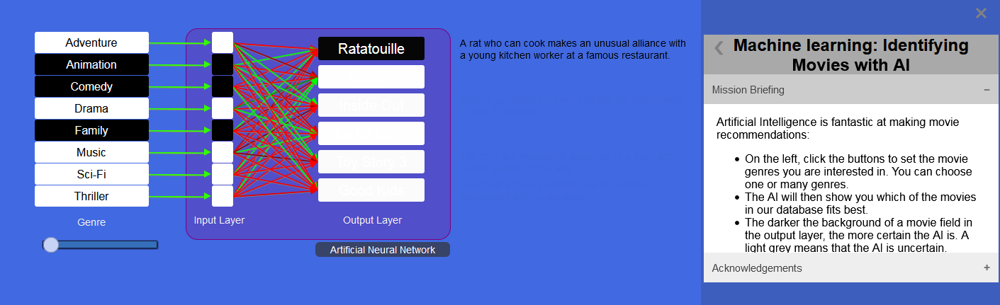 Adventure
Animation
Comedy
Drama
Family
Music
Sci-Fi
Thriller
Genre
Input Layer
Ratatouille
Inside Out
Toy Story 3
Good Kids
Output Layer
Artificial Neural Network
A rat who can cook makes an unusual alliance with
a young kitchen worker at a famous restaurant.
Machine learning: Identifying
Movies with AI
Mission Briefing
Artificial Intelligence is fantastic at making movie
recommendations:
• On the left, click the buttons to set the movie
genres you are interested in. You can choose
one or many genres.
• The AI will then show you which of the movies
in our database fits best.
• The darker the background of a movie field in
the output layer, the more certain the AI is. A
light grey means that the AI is uncertain.
Acknowledgements